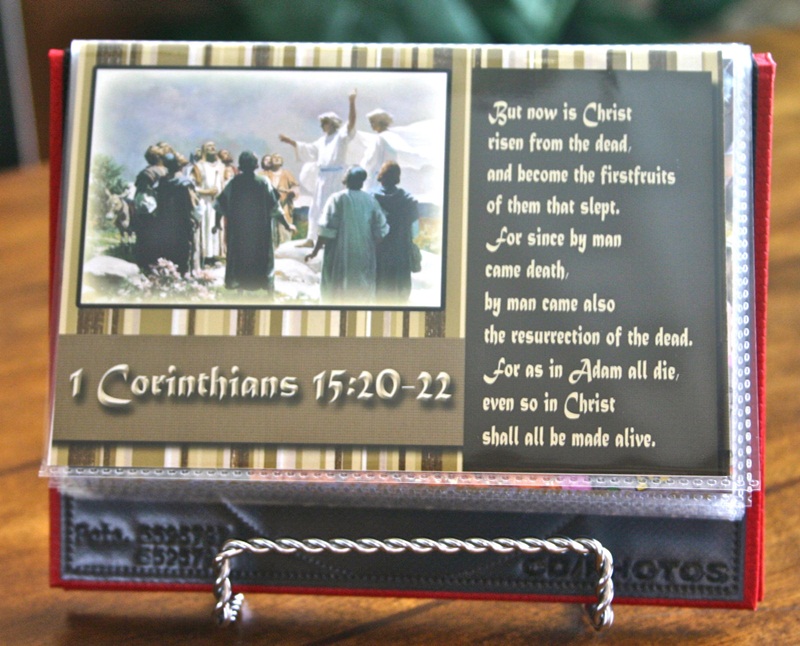 But now is Christ
risen from the dead,
and become the firstfruits
of them that slept.
For since by man
came death,
by man came also
the resurrection of the dead.
For as in Adam all die,
even so in Christ
shall all be made alive.
1 Corinthians 15:20-22
CD/PHOTOS